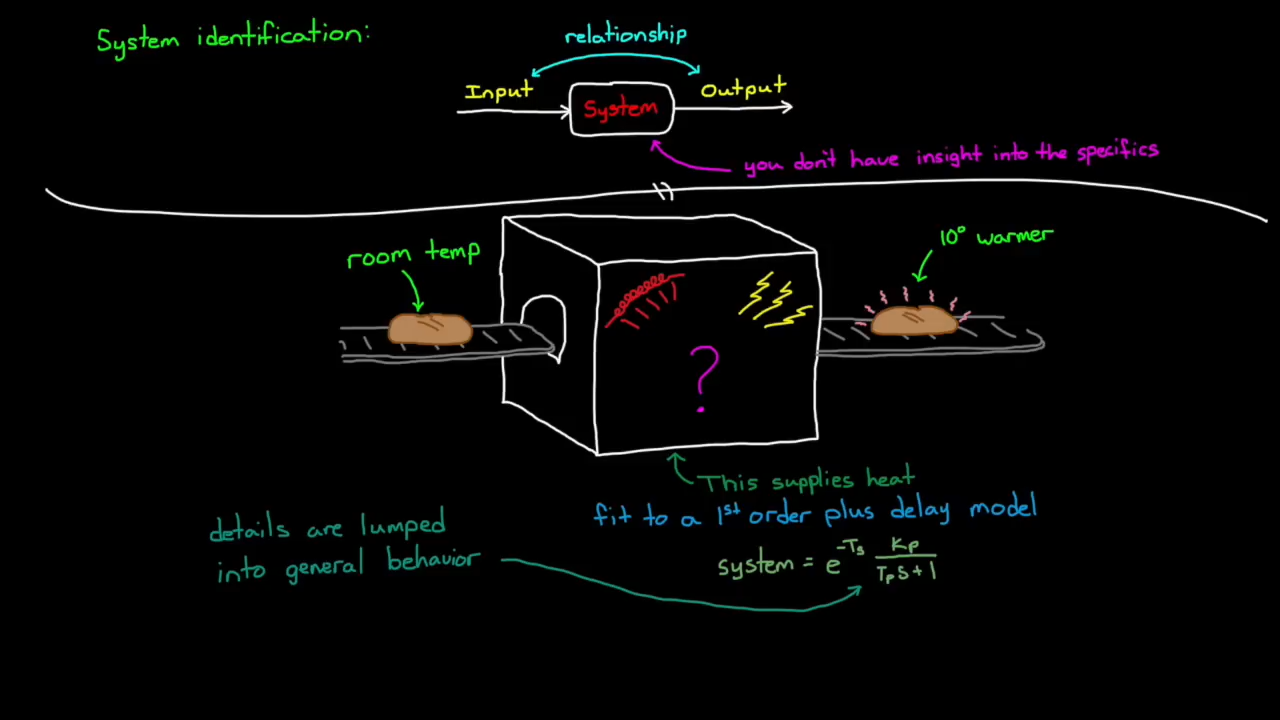 System identification:
relationship
Input
System
Output
you don't have insight into the specifics
room temp
10° warmer
?
This supplies heat
fit to a 1st order plus delay model
details are lumped
into general behavior
system = e^-Ts Kp / Tps+1